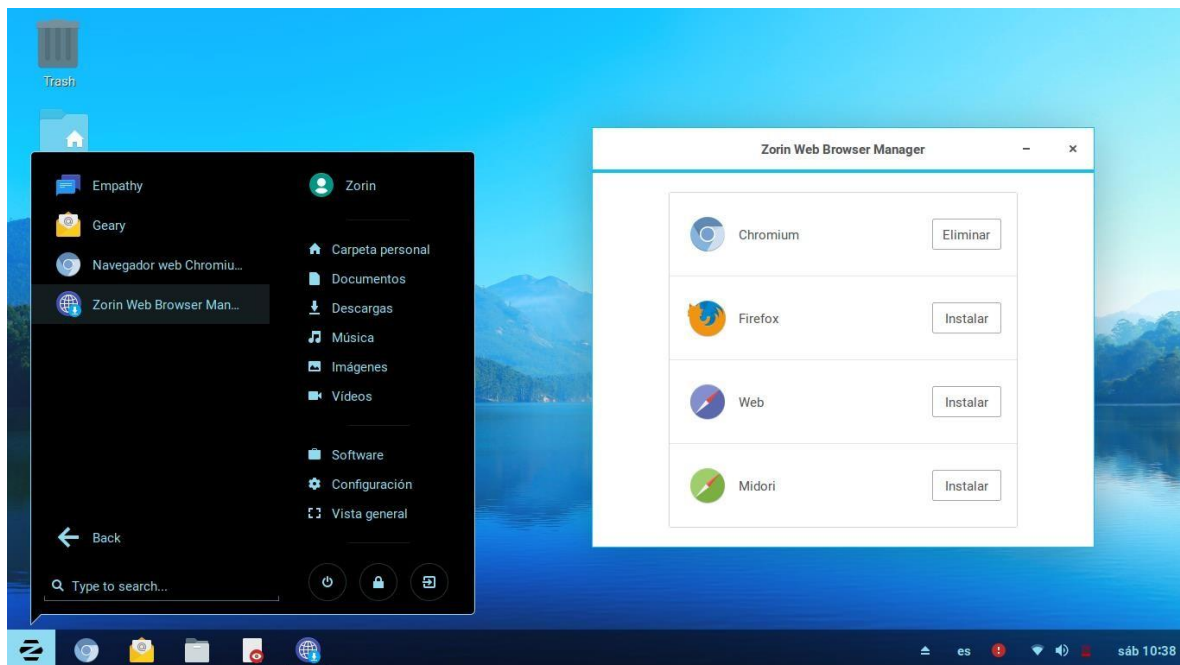 Trash
Empathy
Geary
Navegador web Chromiu...
Zorin Web Browser Man...
Back
Type to search...
Zorin
Carpeta personal
Documentos
Descargas
Música
Imágenes
Vídeos
Software
Configuración
Vista general
Zorin Web Browser Manager
Chromium Eliminar
Firefox Instalar
Web Instalar
Midori Instalar
es sáb 10:38